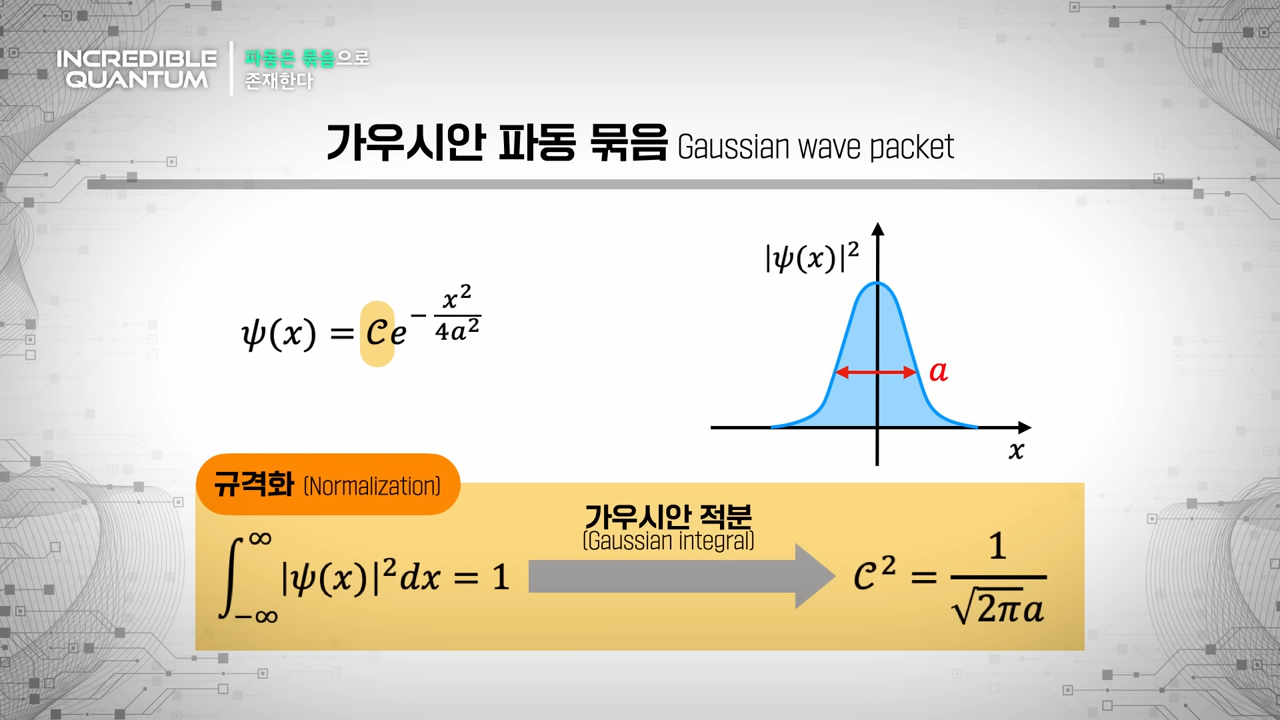 INCREDIBLE
QUANTUM
파동은 묶음으로
존재한다
가우시안 파동 묶음 Gaussian wave packet
ψ(x) = 𝒞e^{-x²/4a²}
|ψ(x)|²
a
x
규격화 (Normalization)
∫_{-∞}^{∞} |ψ(x)|²dx = 1
가우시안 적분
(Gaussian integral)
𝒞² = 1/(√2π a)